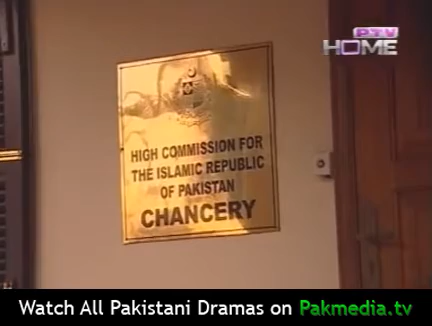 PTV
HOME
HIGH COMMISSION FOR
THE ISLAMIC REPUBLIC
OF PAKISTAN
CHANCERY
Watch All Pakistani Dramas on Pakmedia.tv